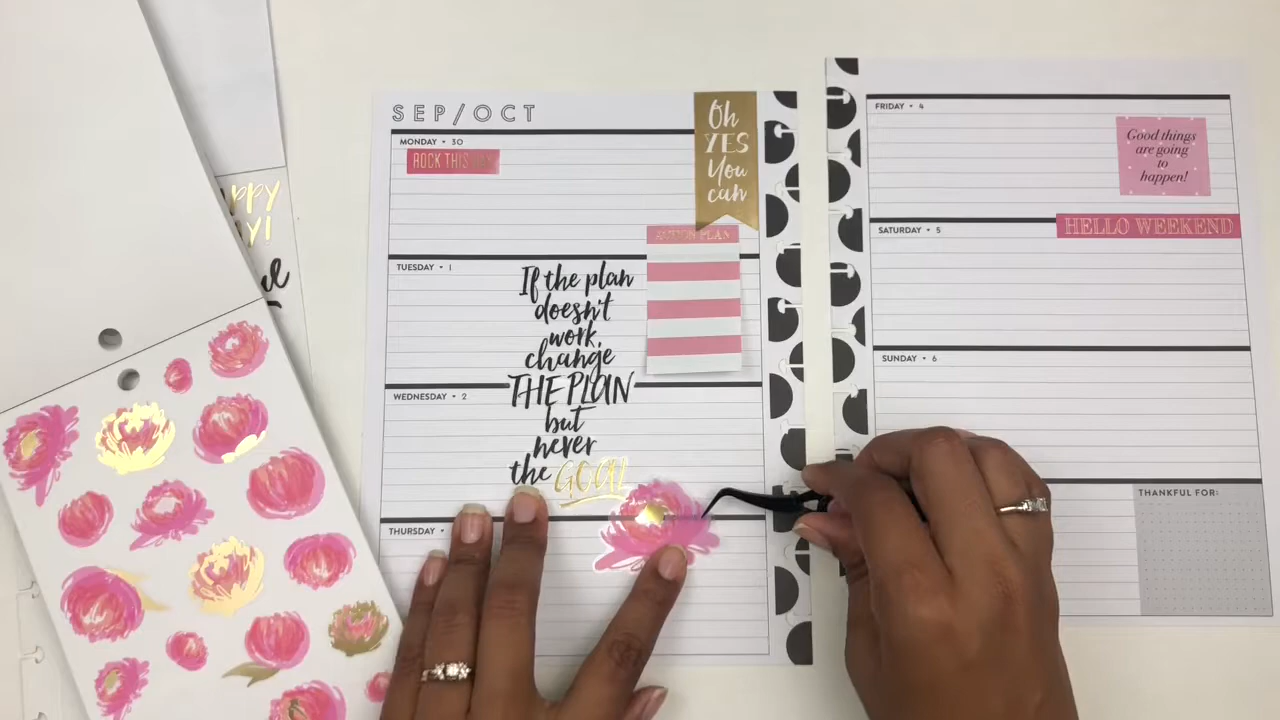 SEP/OCT
MONDAY • 30
ROCK THIS DAY
Oh
YES
You
can
ACTION PLAN
TUESDAY • 1
If the plan
doesn't
work,
change
THE PLAN
but
never
the GOAL
WEDNESDAY • 2
THURSDAY •
FRIDAY • 4
Good things
are going
to
happen!
SATURDAY • 5
HELLO WEEKEND
SUNDAY • 6
THANKFUL FOR: